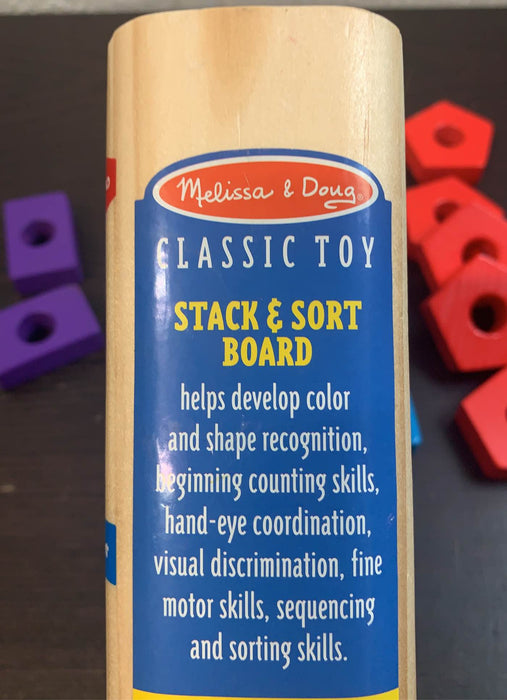 Melissa & Doug®
CLASSIC TOY
STACK & SORT
BOARD
helps develop color
and shape recognition,
beginning counting skills,
hand-eye coordination,
visual discrimination, fine
motor skills, sequencing
and sorting skills.